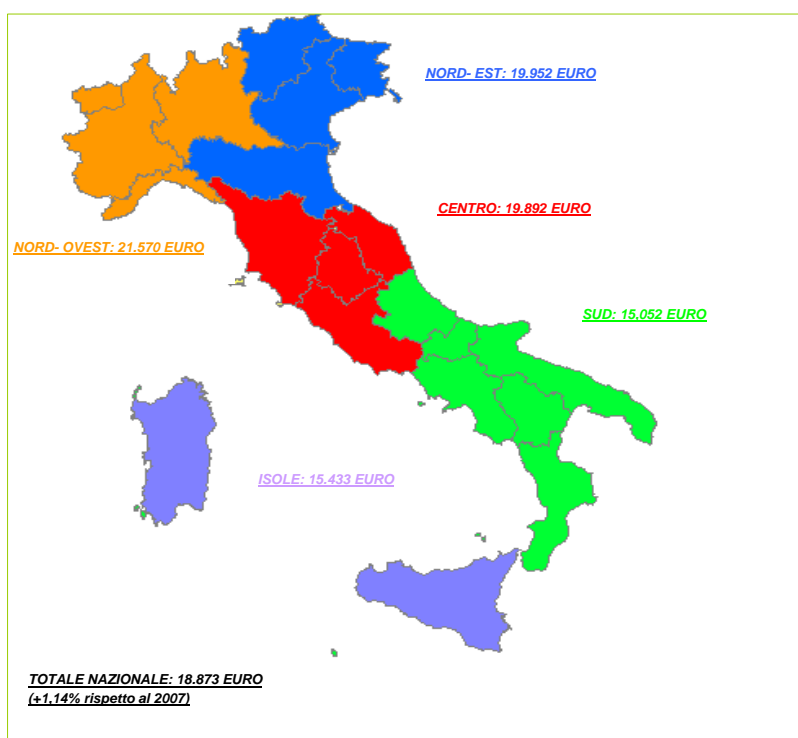 NORD- EST: 19.952 EURO
CENTRO: 19.892 EURO
NORD- OVEST: 21.570 EURO
SUD: 15.052 EURO
ISOLE: 15.433 EURO
TOTALE NAZIONALE: 18.873 EURO
(+1,14% rispetto al 2007)